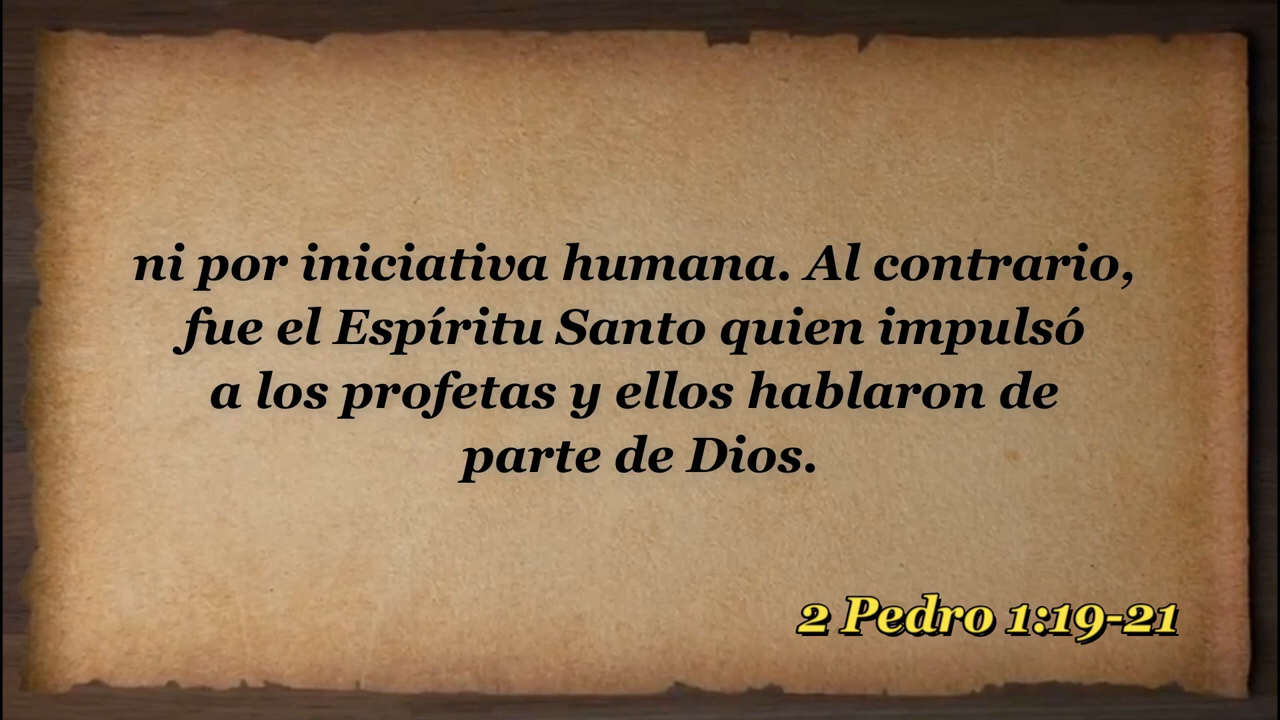 ni por iniciativa humana. Al contrario,
fue el Espíritu Santo quien impulsó
a los profetas y ellos hablaron de
parte de Dios.
2 Pedro 1:19-21